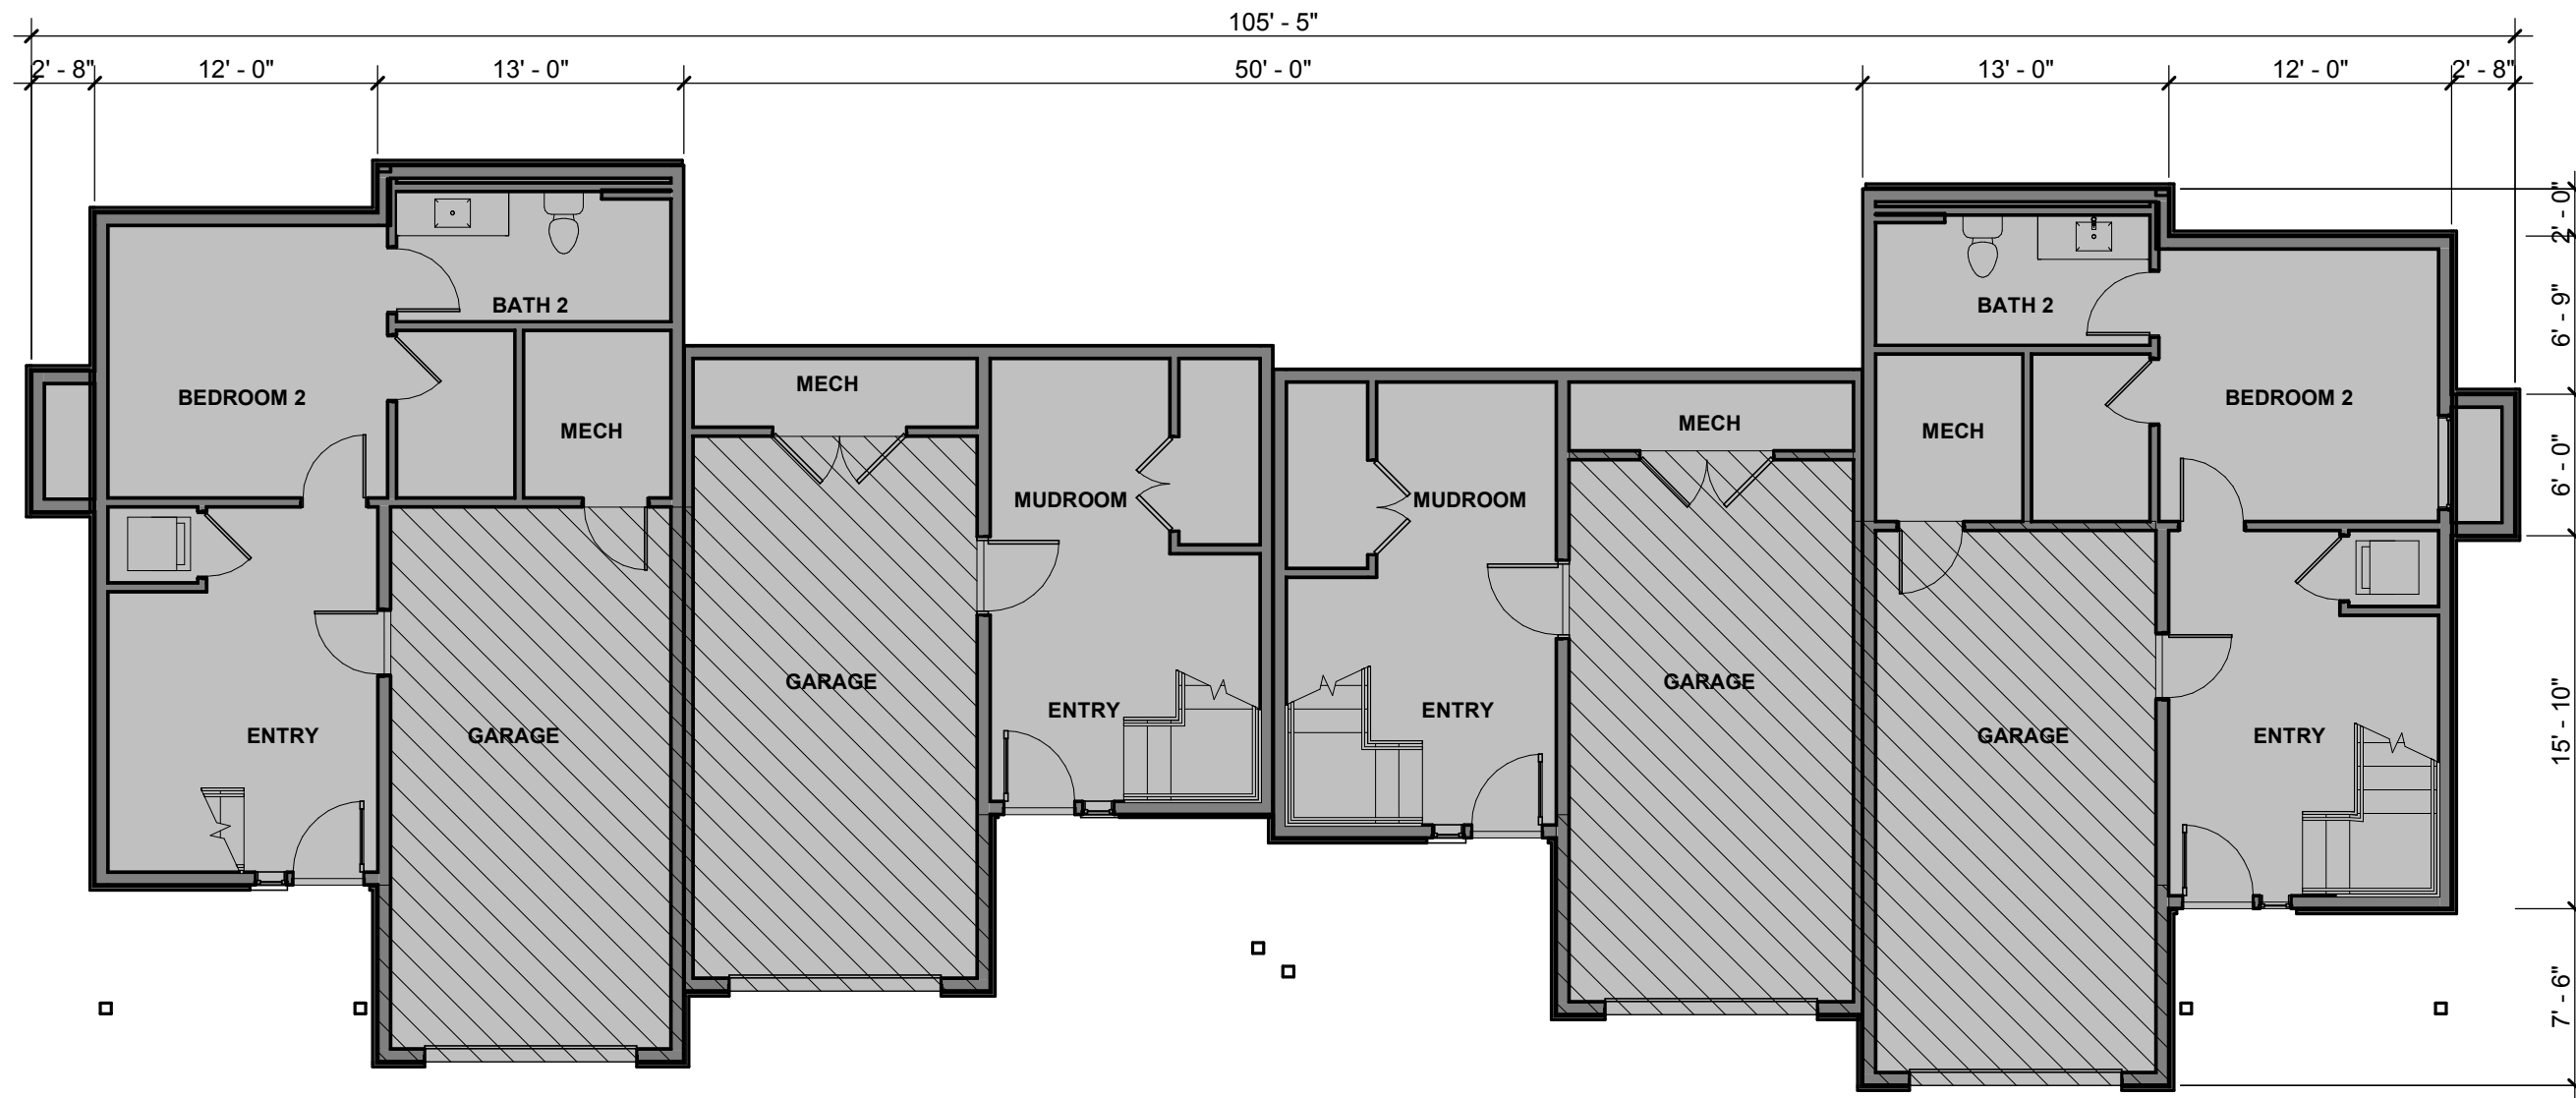 105' - 5"
2' - 8"
12' - 0"
13' - 0"
50' - 0"
13' - 0"
12' - 0"
2' - 8"
2' - 0"
6' - 9"
6' - 0"
15' - 10"
7' - 6"
BATH 2
BATH 2
MECH
BEDROOM 2
BEDROOM 2
MECH
MECH
MECH
MUDROOM
MUDROOM
GARAGE
GARAGE
ENTRY
ENTRY
ENTRY
GARAGE
GARAGE
ENTRY